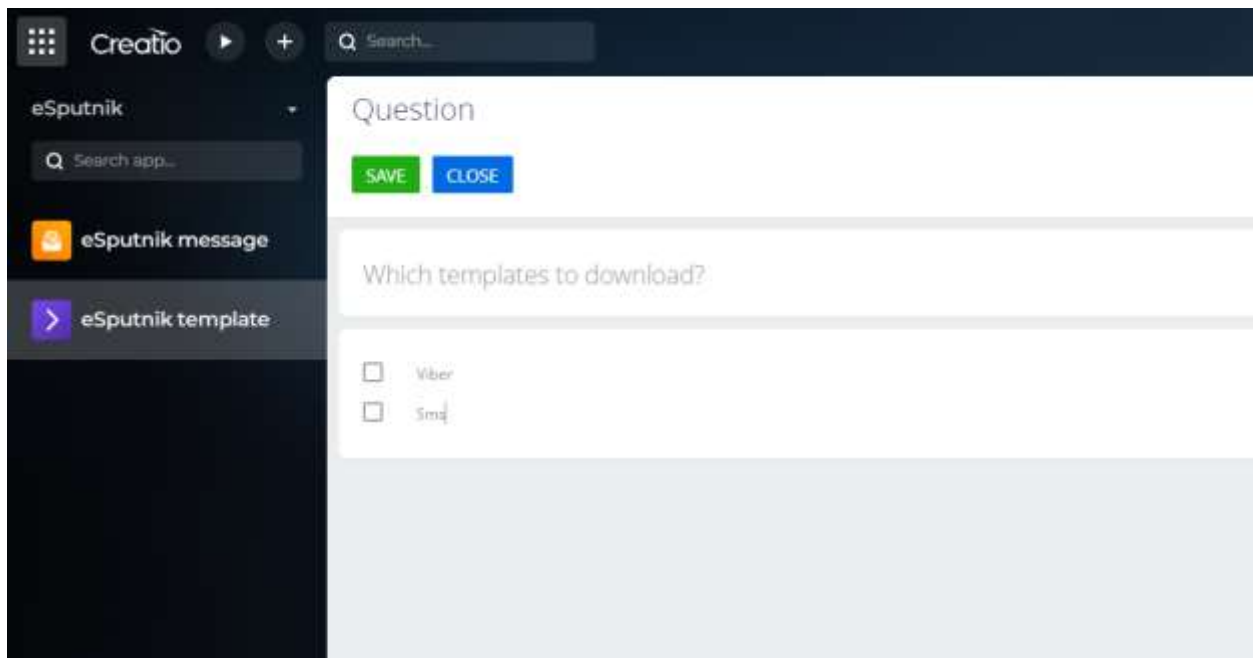 Creatio
Search...
eSputnik
Search app...
eSputnik message
eSputnik template
Question
SAVE CLOSE
Which templates to download?
Viber
Sms